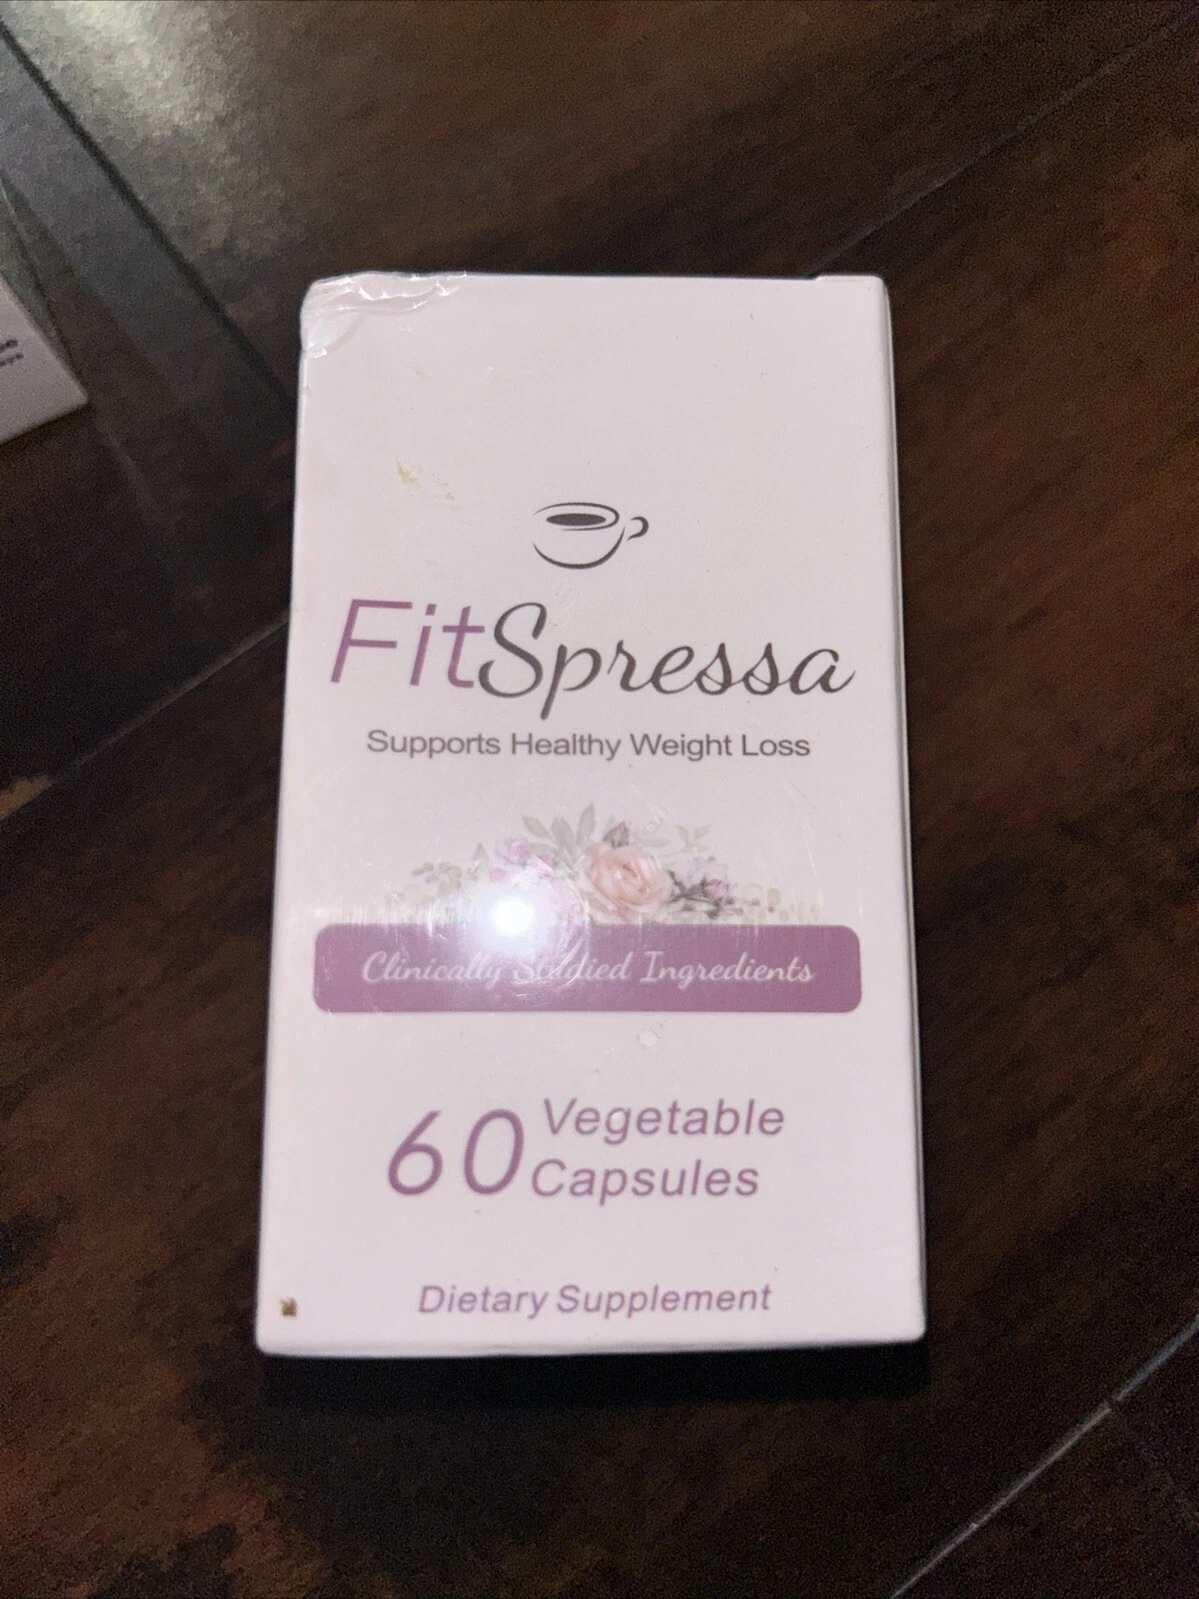 FitSpressa
Supports Healthy Weight Loss
Clinically Studied Ingredients
60 Vegetable
Capsules
Dietary Supplement